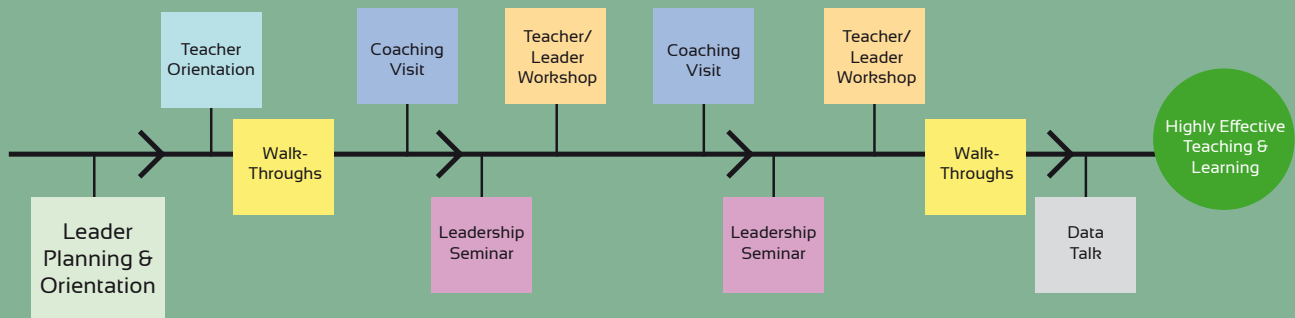 Leader
Planning &
Orientation
Teacher
Orientation
Walk-
Throughs
Coaching
Visit
Leadership
Seminar
Teacher/
Leader
Workshop
Coaching
Visit
Leadership
Seminar
Teacher/
Leader
Workshop
Walk-
Throughs
Data
Talk
Highly Effective
Teaching &
Learning